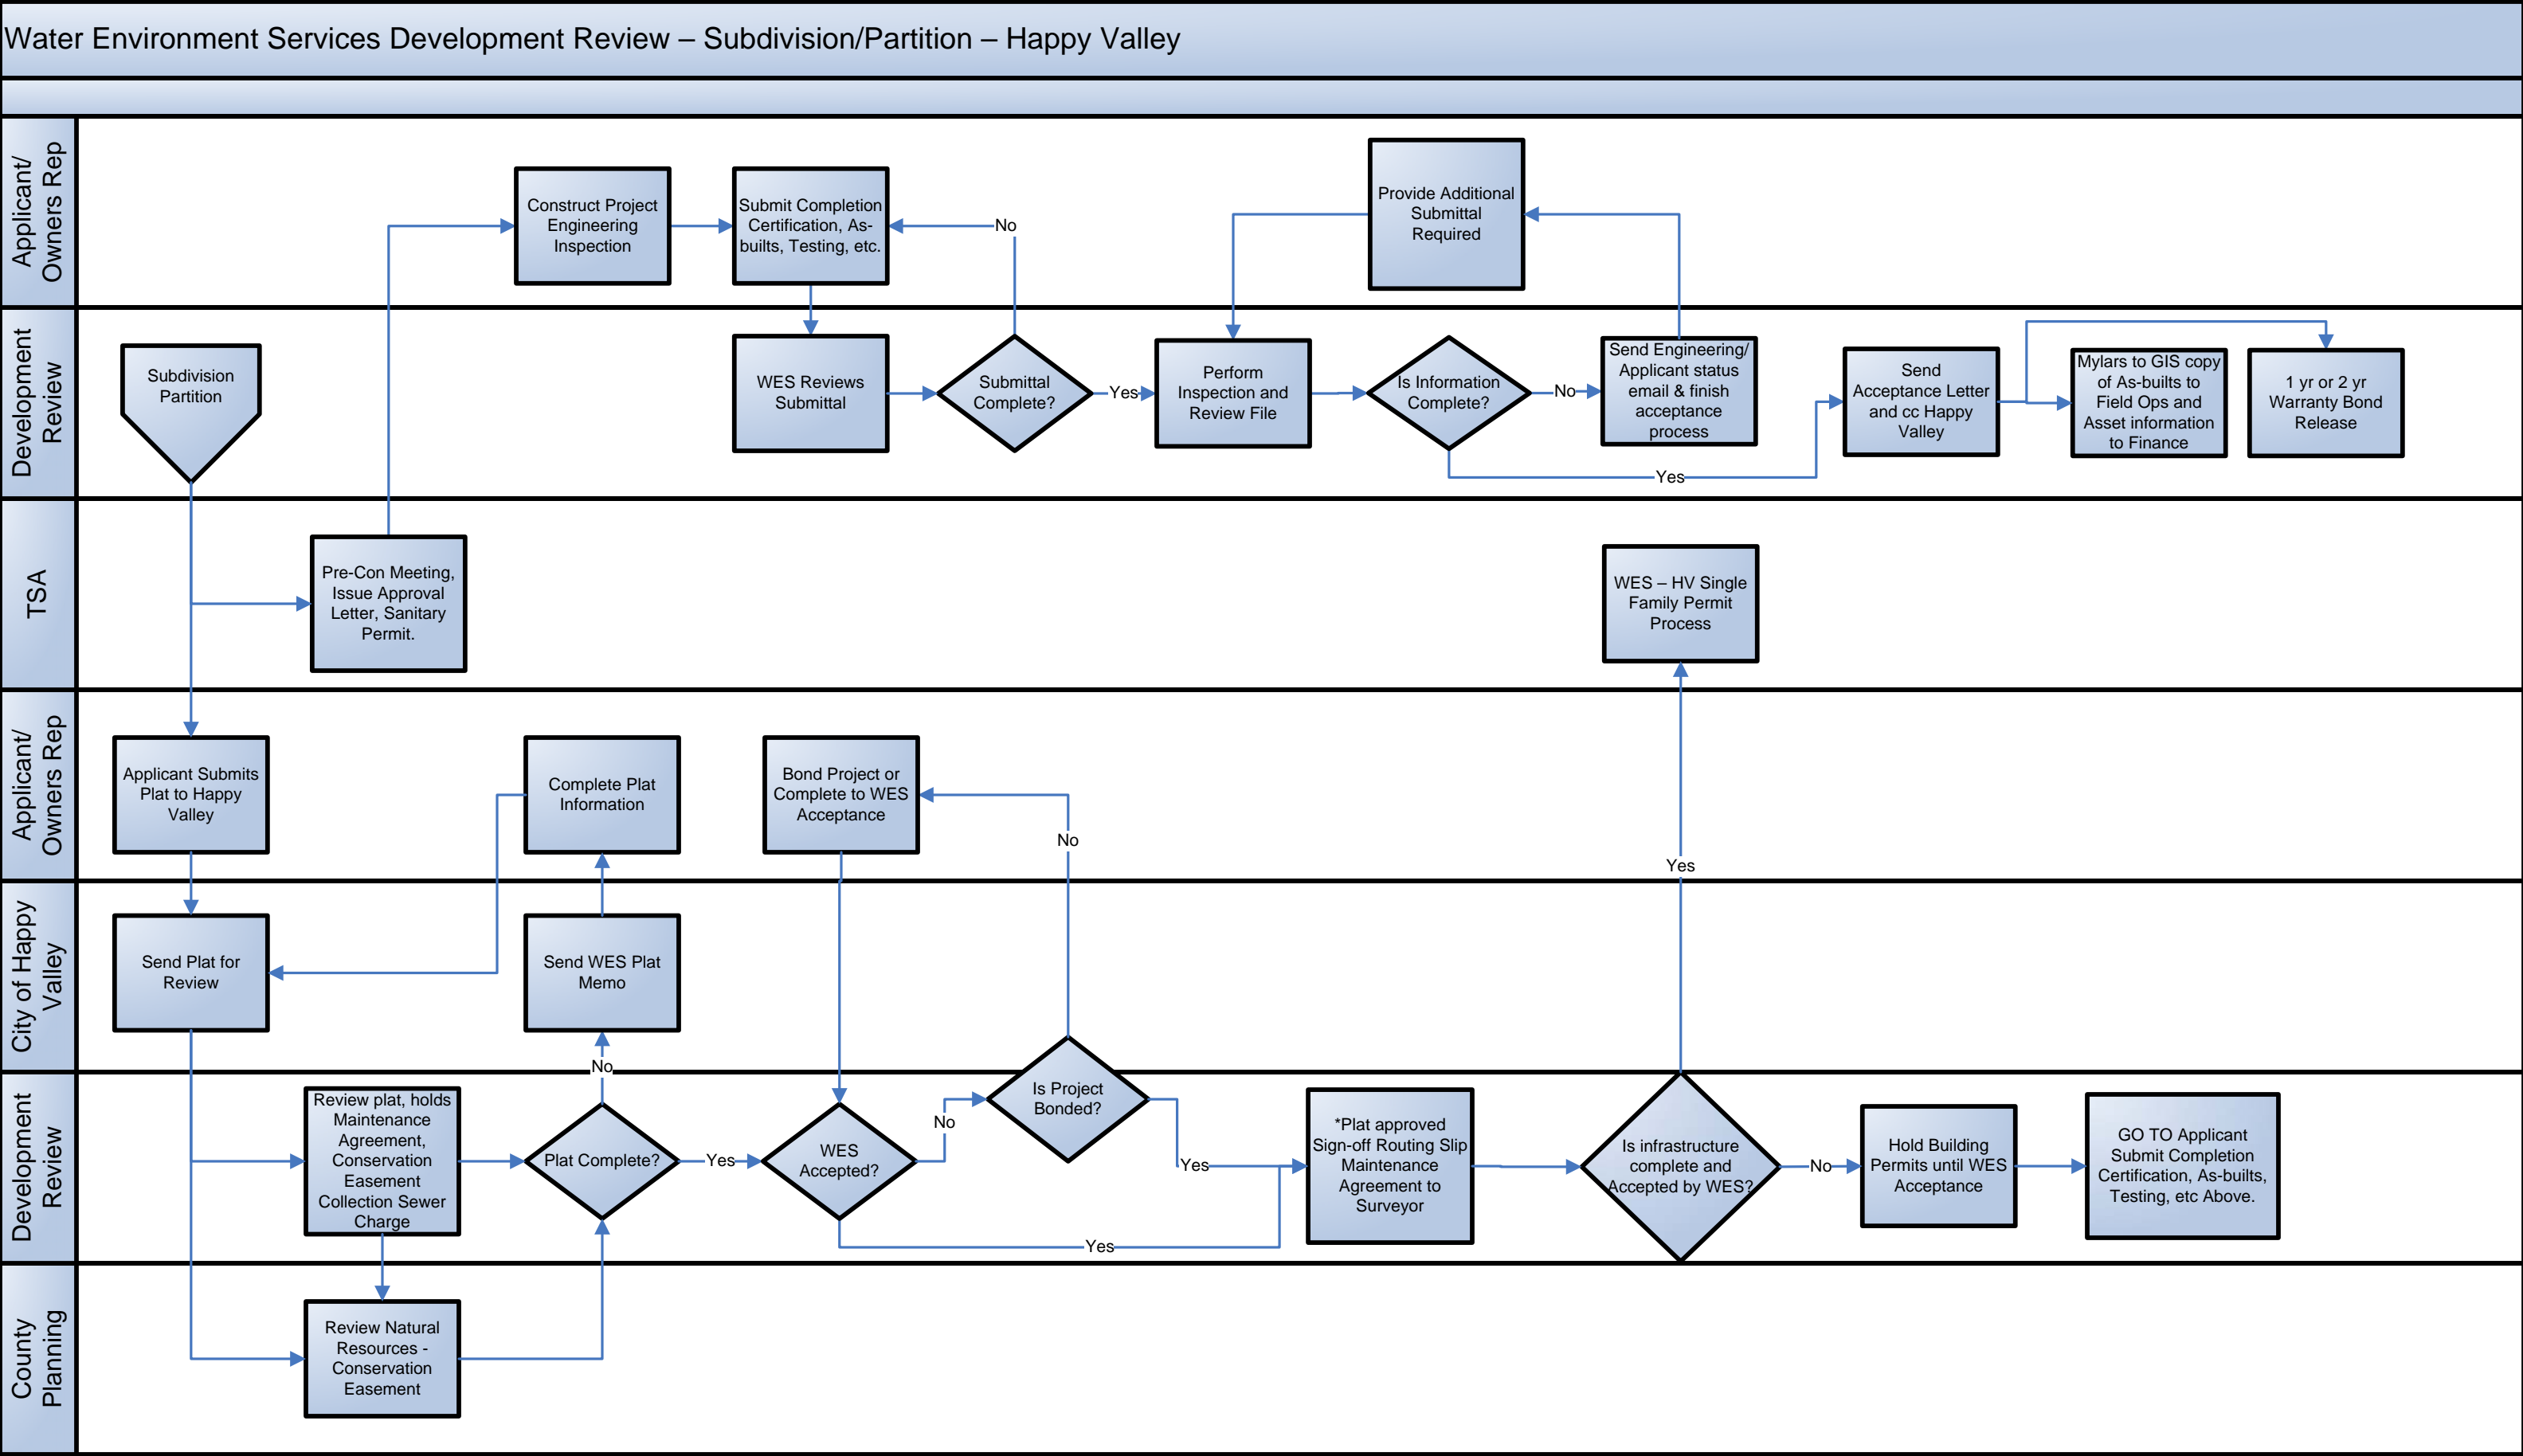 Water Environment Services Development Review – Subdivision/Partition – Happy Valley
Applicant/
Owners Rep
Construct Project
Engineering
Inspection
Submit Completion
Certification, As-
builts, Testing, etc.
No
Provide Additional
Submittal
Required
Development
Review
Subdivision
Partition
WES Reviews
Submittal
Submittal
Complete?
Yes
Perform
Inspection and
Review File
Is Information
Complete?
No
Send Engineering/
Applicant status
email & finish
acceptance
process
Yes
Send
Acceptance Letter
and cc Happy
Valley
Mylars to GIS copy
of As-builts to
Field Ops and
Asset information
to Finance
1 yr or 2 yr
Warranty Bond
Release
TSA
Pre-Con Meeting,
Issue Approval
Letter, Sanitary
Permit.
WES – HV Single
Family Permit
Process
Applicant/
Owners Rep
Applicant Submits
Plat to Happy
Valley
Complete Plat
Information
Bond Project or
Complete to WES
Acceptance
No
Yes
City of Happy
Valley
Send Plat for
Review
Send WES Plat
Memo
No
Development
Review
Review plat, holds
Maintenance
Agreement,
Conservation
Easement
Collection Sewer
Charge
Plat Complete?
Yes
WES
Accepted?
No
Is Project
Bonded?
Yes
Yes
*Plat approved
Sign-off Routing Slip
Maintenance
Agreement to
Surveyor
Is infrastructure
complete and
Accepted by WES?
No
Hold Building
Permits until WES
Acceptance
GO TO Applicant
Submit Completion
Certification, As-builts,
Testing, etc Above.
County
Planning
Review Natural
Resources -
Conservation
Easement